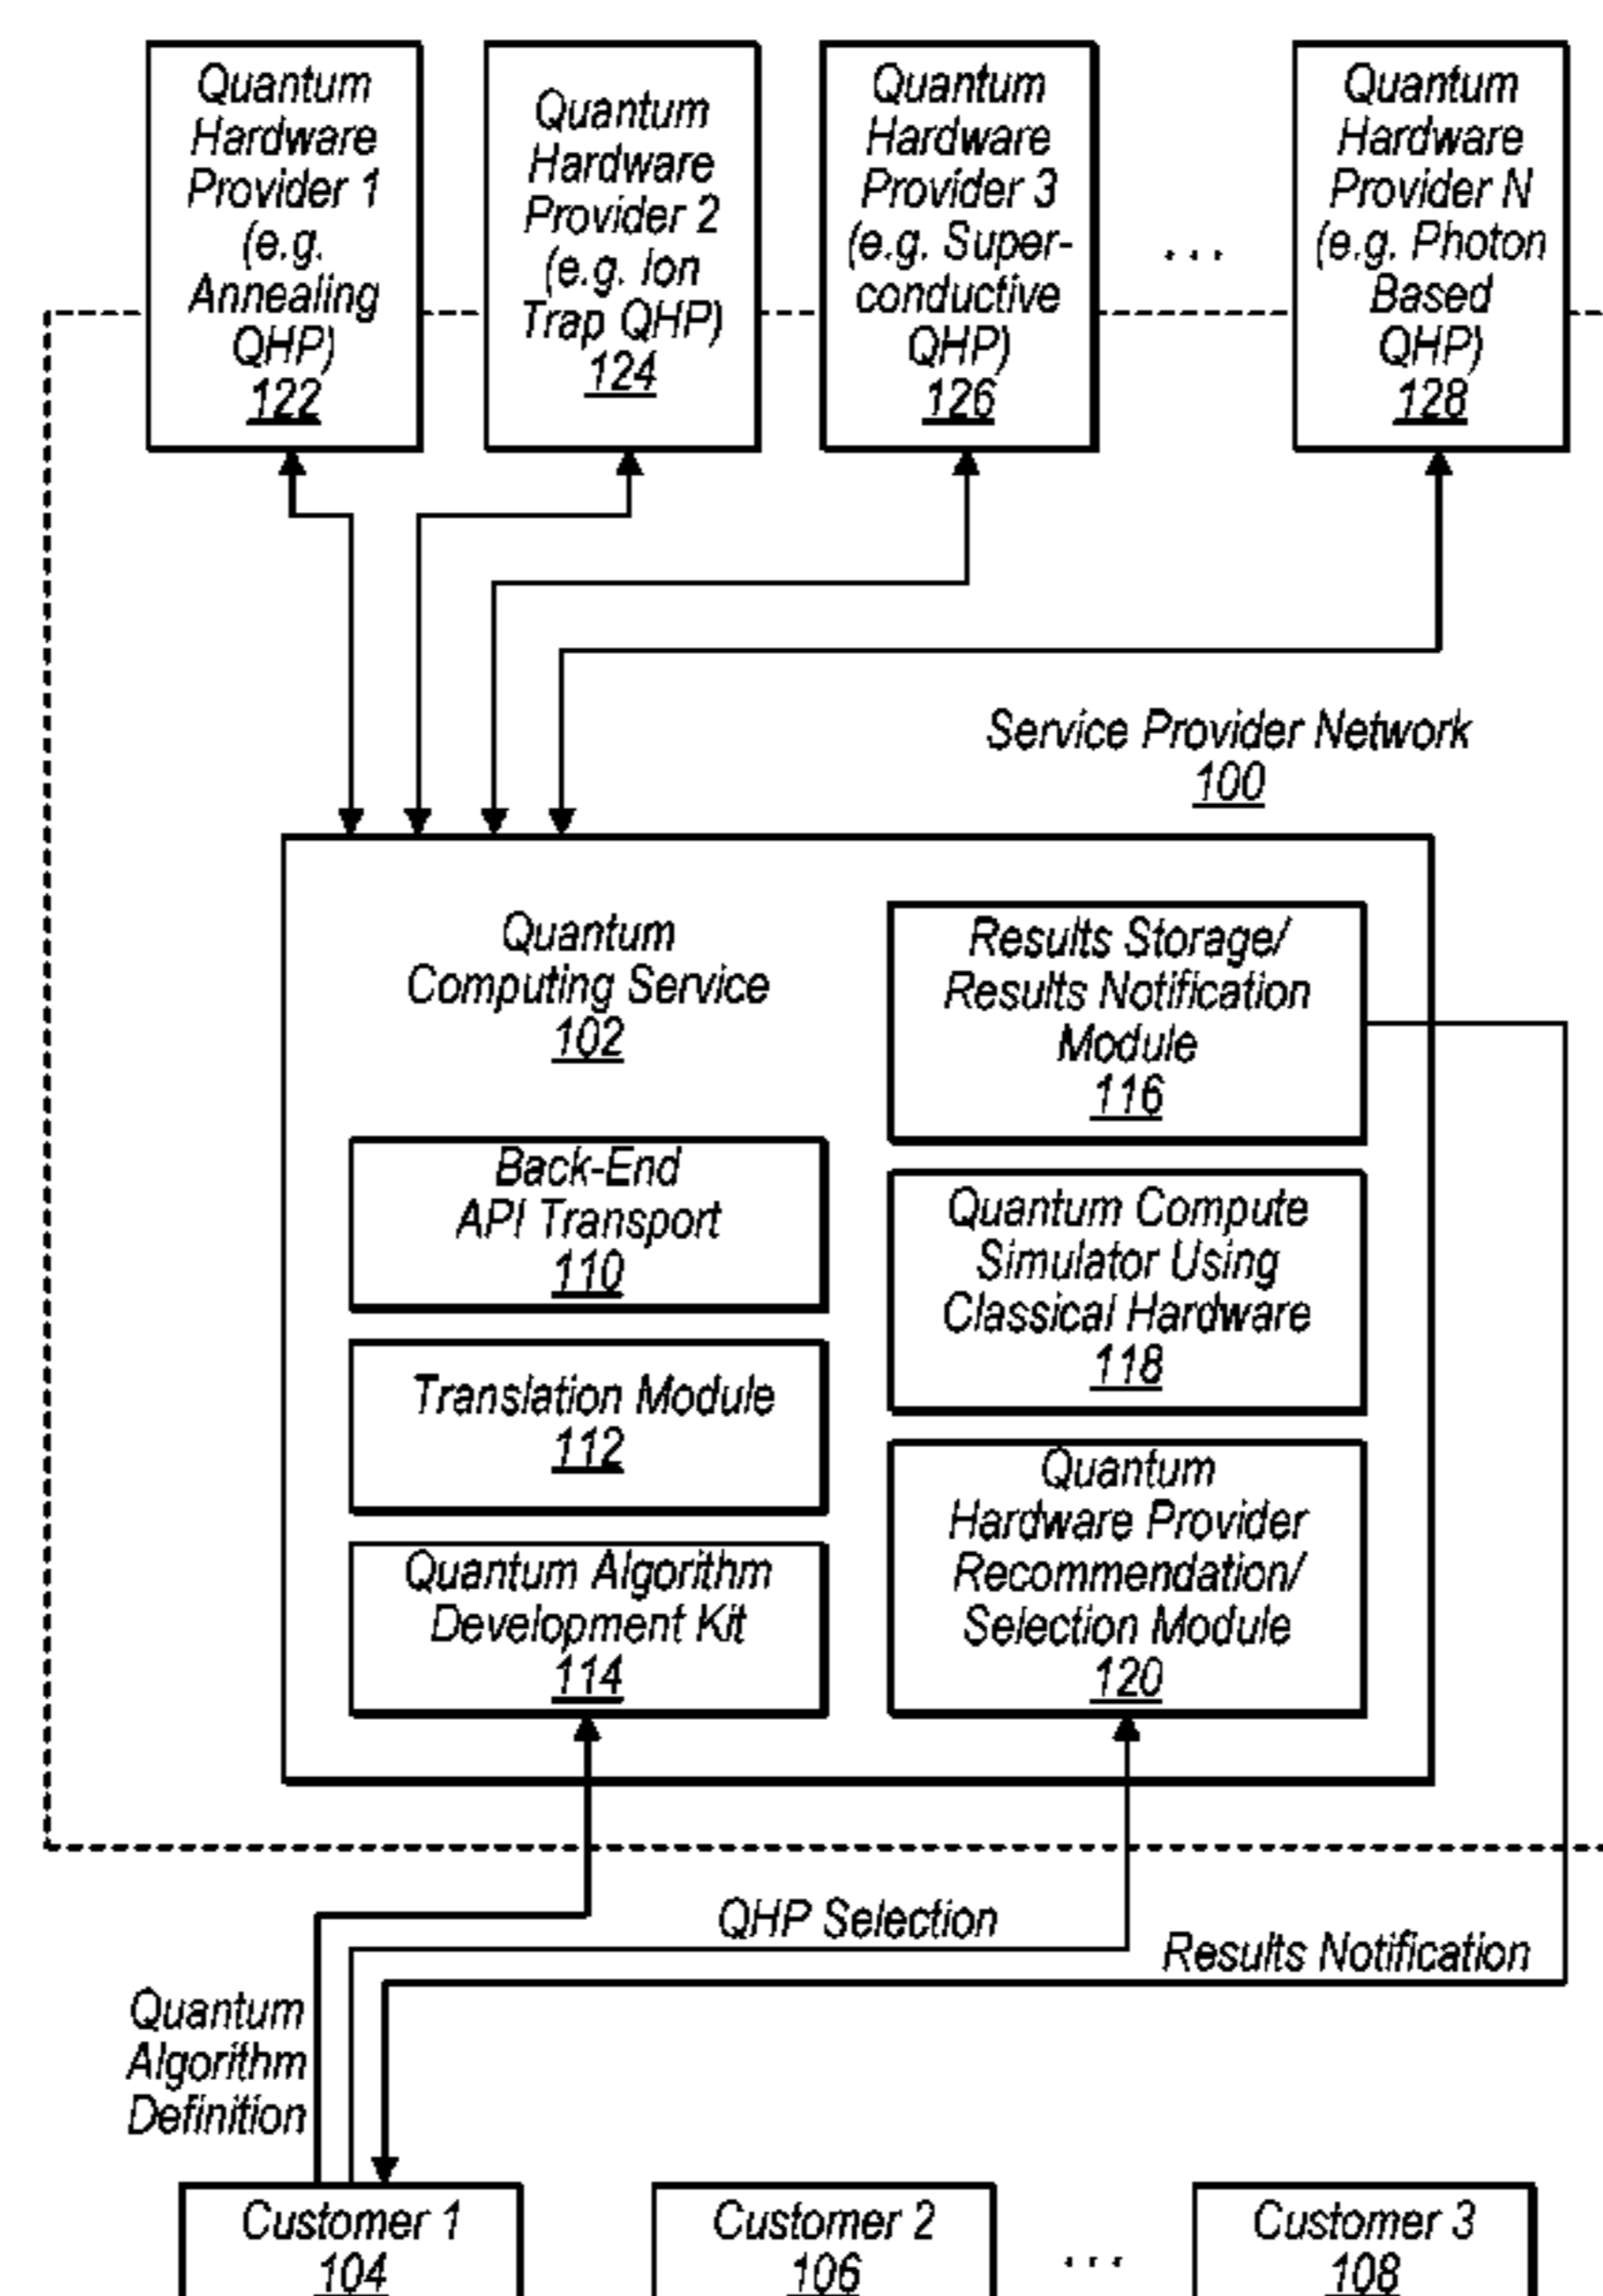 Quantum
Hardware
Provider 1
(e.g.
Annealing
QHP)
122
Quantum
Hardware
Provider 2
(e.g. Ion
Trap QHP)
124
Quantum
Hardware
Provider 3
(e.g. Super-
conductive
QHP)
126
...
Quantum
Hardware
Provider N
(e.g. Photon
Based
QHP)
128
Service Provider Network
100
Quantum
Computing Service
102
Back-End
API Transport
110
Translation Module
112
Quantum Algorithm
Development Kit
114
Results Storage/
Results Notification
Module
116
Quantum Compute
Simulator Using
Classical Hardware
118
Quantum
Hardware Provider
Recommendation/
Selection Module
120
QHP Selection
Results Notification
Quantum
Algorithm
Definition
Customer 1
104
Customer 2
106
...
Customer 3
108